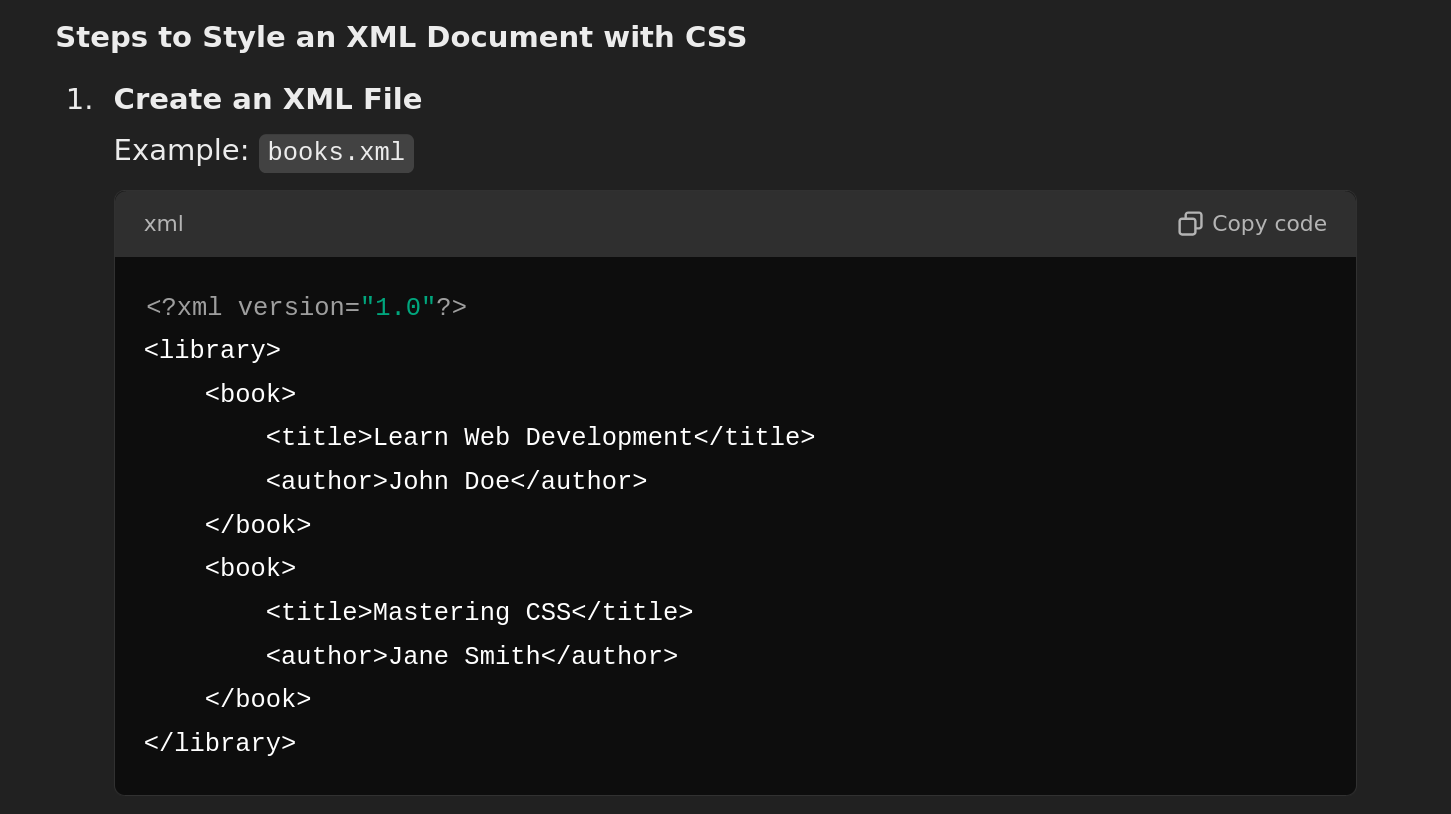 Steps to Style an XML Document with CSS
1. Create an XML File
Example: books.xml
xml
Copy code
<?xml version="1.0"?>
<library>
    <book>
        <title>Learn Web Development</title>
        <author>John Doe</author>
    </book>
    <book>
        <title>Mastering CSS</title>
        <author>Jane Smith</author>
    </book>
</library>